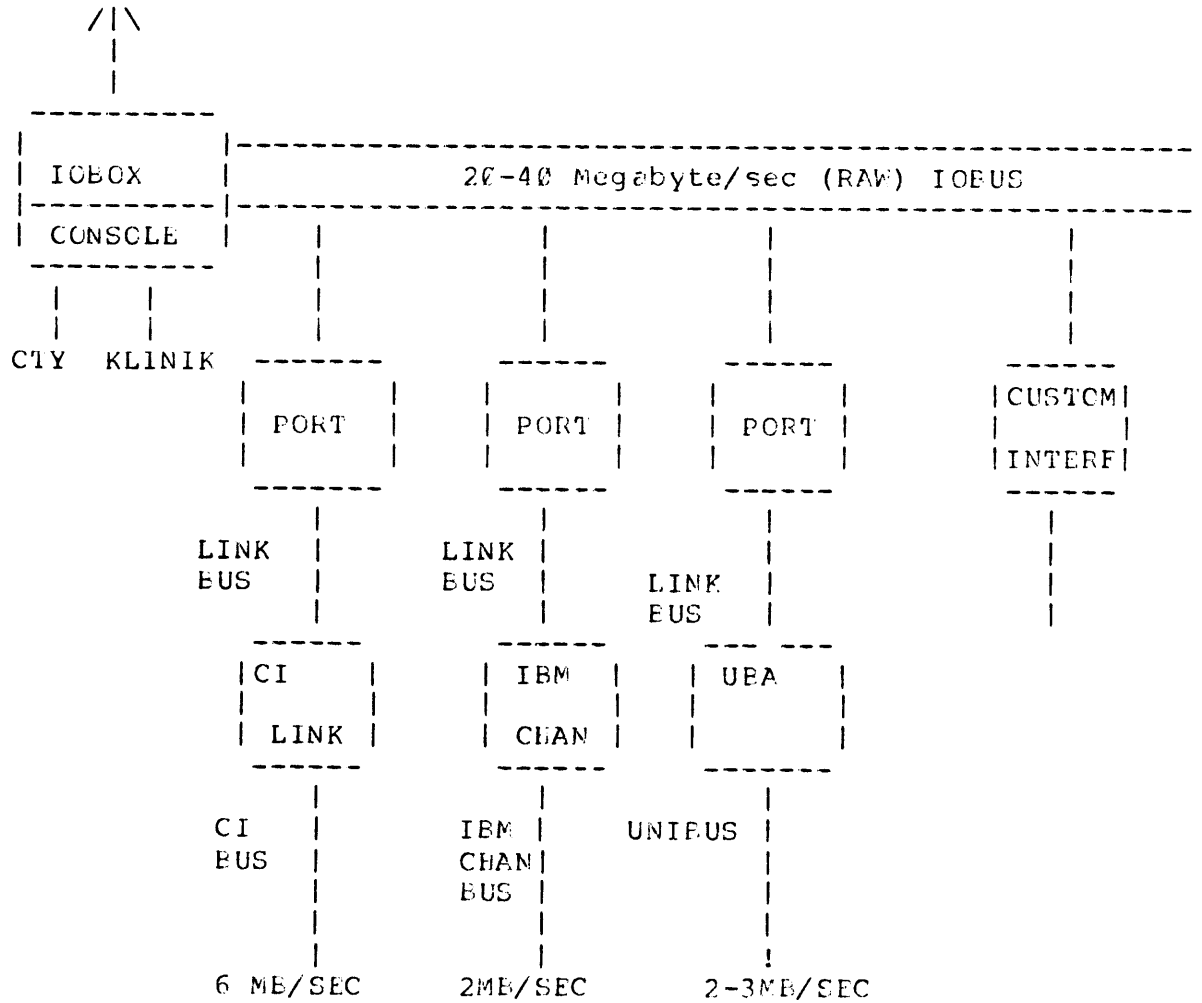 IOBOX
20-40 Megabyte/sec (RAW) IOBUS
CONSOLE
CTY KLINIK
PORT PORT PORT
CUSTOM
INTERF
LINK
BUS
LINK
BUS
LINK
BUS
CI
LINK
IBM
CHAN
UBA
CI
BUS
IBM
CHAN
BUS
UNIBUS
6 MB/SEC 2MB/SEC 2-3MB/SEC